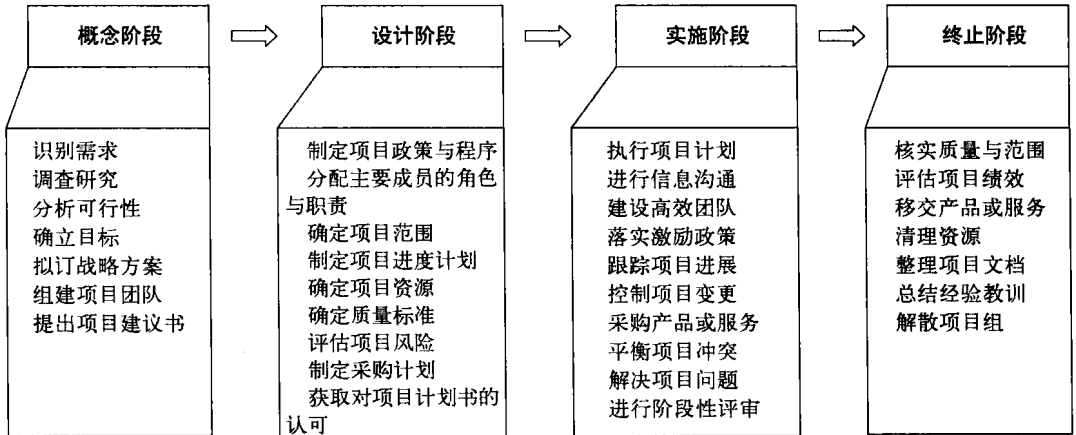 概念阶段
识别需求
调查研究
分析可行性
确立目标
拟订战略方案
组建项目团队
提出项目建议书
设计阶段
制定项目政策与程序
分配主要成员的角色
与职责
确定项目范围
制定项目进度计划
确定项目资源
确定质量标准
评估项目风险
制定采购计划
获取对项目计划书的
认可
实施阶段
执行项目计划
进行信息沟通
建设高效团队
落实激励政策
跟踪项目进展
控制项目变更
采购产品或服务
平衡项目冲突
解决项目问题
进行阶段性评审
终止阶段
核实质量与范围
评估项目绩效
移交产品或服务
清理资源
整理项目文档
总结经验教训
解散项目组